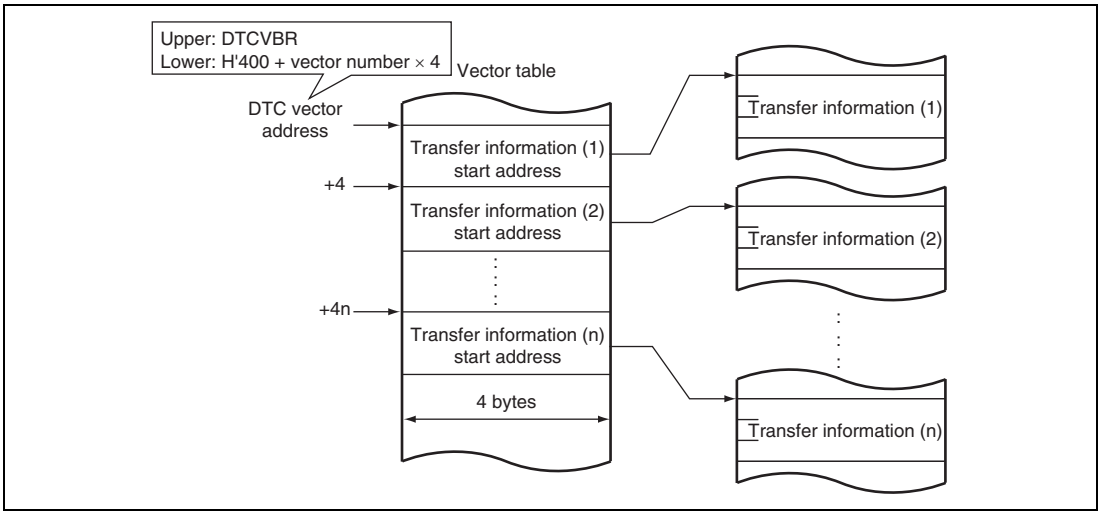 Upper: DTCVBR
Lower: H'400 + vector number × 4
Vector table
DTC vector
address
Transfer information (1)
start address
+4
Transfer information (2)
start address
+4n
Transfer information (n)
start address
4 bytes
Transfer information (1)
Transfer information (2)
Transfer information (n)